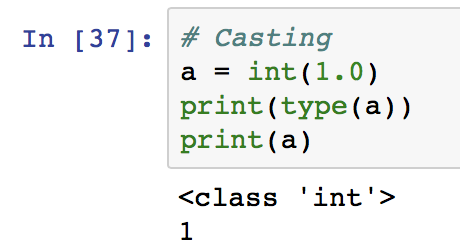 In [37]: # Casting
a = int(1.0)
print(type(a))
print(a)
<class 'int'>
1